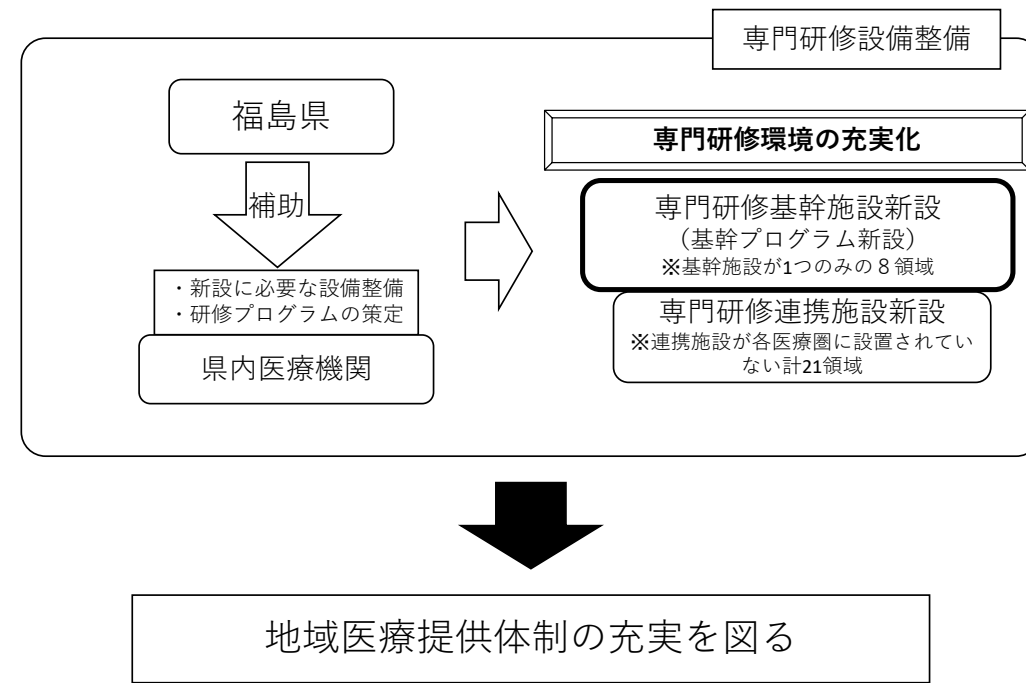 専門研修設備整備
福島県
補助
・新設に必要な設備整備
・研修プログラムの策定
県内医療機関
専門研修環境の充実化
専門研修基幹施設新設
（基幹プログラム新設）
※基幹施設が1つのみの８領域
専門研修連携施設新設
※連携施設が各医療圏に設置されてい
ない計21領域
地域医療提供体制の充実を図る